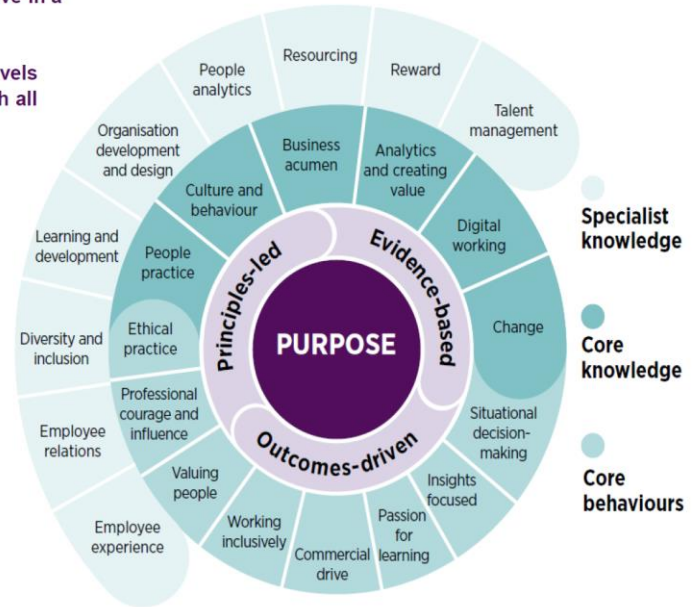 ve in a
vels
h all
Resourcing
Reward
Talent
management
People
analytics
Organisation
development
and design
Learning and
development
Diversity and
inclusion
Employee
relations
Employee
experience
Business
acumen
Analytics
and creating
value
Digital
working
Change
Culture and
behaviour
People
practice
Ethical
practice
Professional
courage and
influence
Valuing
people
Working
inclusively
Commercial
drive
Passion
for
learning
Insights
focused
Situational
decision-
making
Principles-led
Evidence-based
Outcomes-driven
PURPOSE
Specialist
knowledge
Core
knowledge
Core
behaviours